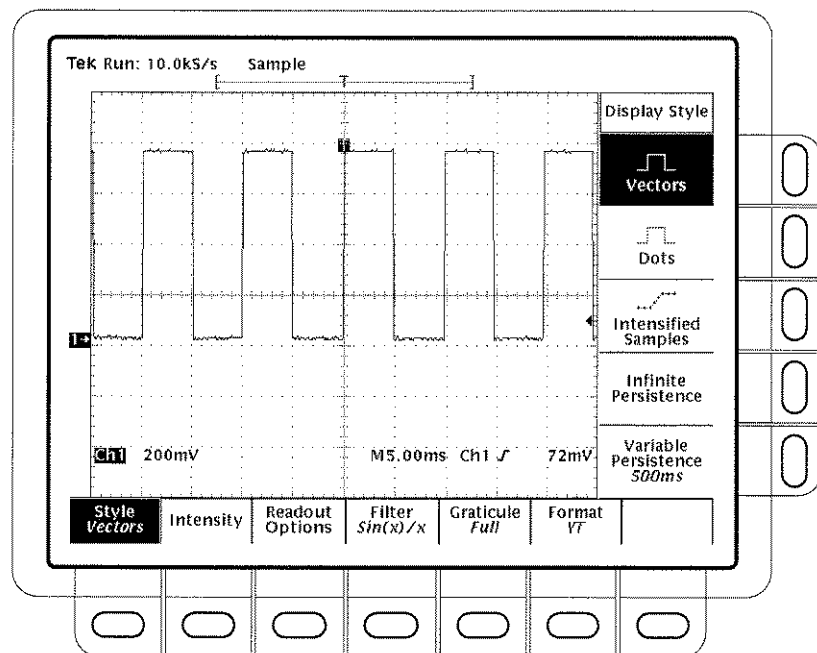 Tek Run: 10.0kS/s Sample
Display Style
Vectors
Dots
Intensified
Samples
Infinite
Persistence
Variable
Persistence
500ms
T
1→
Ch1 200mV M5.00ms Ch1 72mV
Style
Vectors
Intensity
Readout
Options
Filter
Sin(x)/x
Graticule
Full
Format
YT